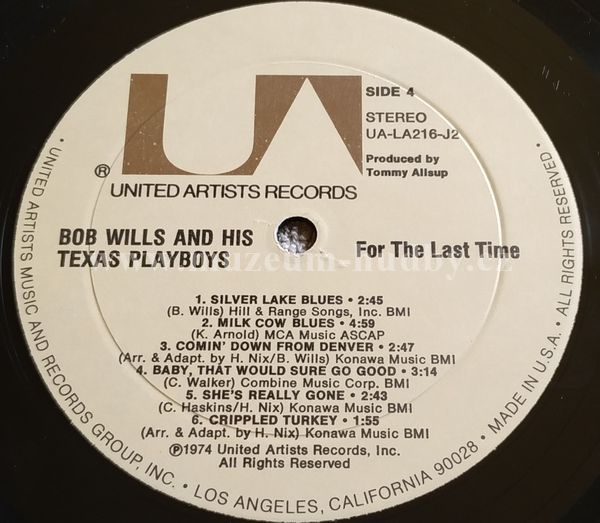 UA
SIDE 4
STEREO
UA-LA216-J2
Produced by
Tommy Allsup
®
UNITED ARTISTS RECORDS
BOB WILLS AND HIS
TEXAS PLAYBOYS
For The Last Time
1. SILVER LAKE BLUES • 2:45
(B. Wills) Hill & Range Songs, Inc. BMI
2. MILK COW BLUES • 4:59
(K. Arnold) MCA Music ASCAP
3. COMIN' DOWN FROM DENVER • 2:47
(Arr. & Adapt. by H. Nix/B. Wills) Konawa Music BMI
4. BABY, THAT WOULD SURE GO GOOD • 3:14
(C. Walker) Combine Music Corp. BMI
5. SHE'S REALLY GONE • 2:43
(C. Haskins/H. Nix) Konawa Music BMI
6. CRIPPLED TURKEY • 1:55
(Arr. & Adapt. by H. Nix) Konawa Music BMI
℗1974 United Artists Records, Inc.
All Rights Reserved
• UNITED ARTISTS MUSIC AND RECORDS GROUP, INC. • LOS ANGELES, CALIFORNIA 90028 • MADE IN U.S.A. • ALL RIGHTS RESERVED.